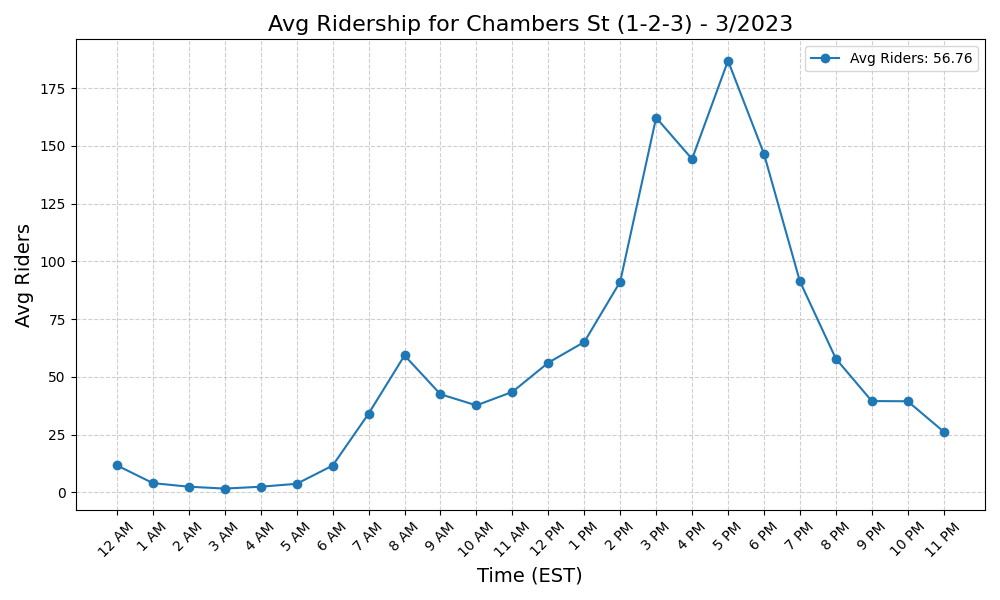 Avg Ridership for Chambers St (1-2-3) - 3/2023
Avg Riders: 56.76
Avg Riders
175
150
125
100
75
50
25
0
12 AM
1 AM
2 AM
3 AM
4 AM
5 AM
6 AM
7 AM
8 AM
9 AM
10 AM
11 AM
12 PM
1 PM
2 PM
3 PM
4 PM
5 PM
6 PM
7 PM
8 PM
9 PM
10 PM
11 PM
Time (EST)